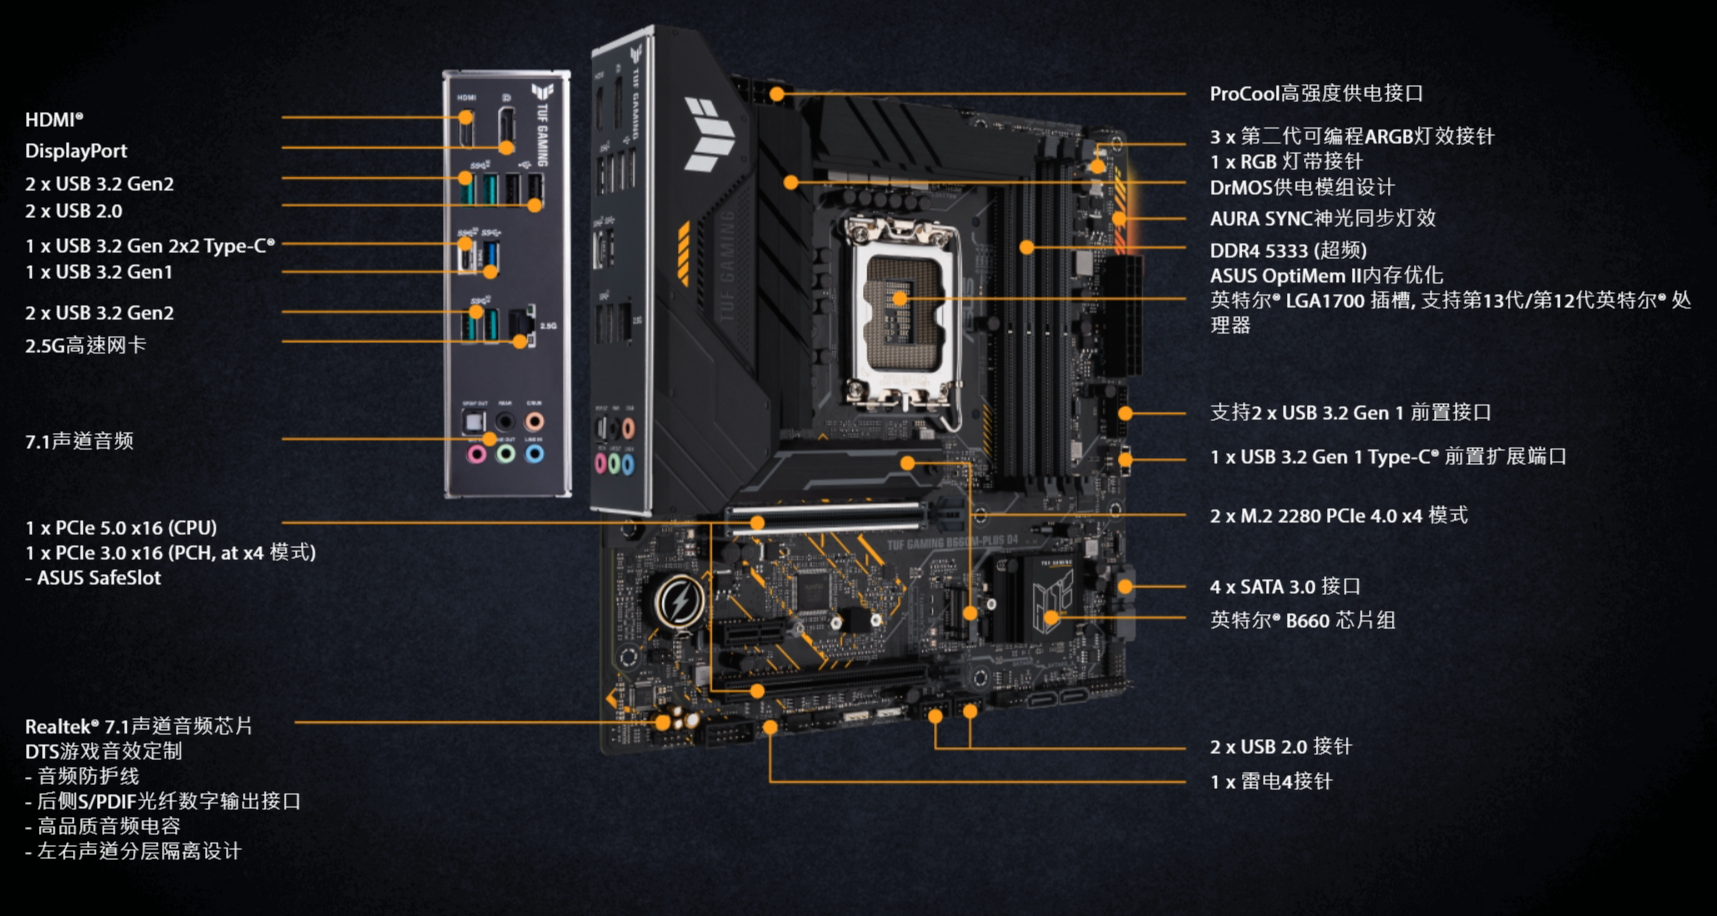 HDMI®
DisplayPort
2 x USB 3.2 Gen2
2 x USB 2.0
1 x USB 3.2 Gen 2x2 Type-C®
1 x USB 3.2 Gen1
2 x USB 3.2 Gen2
2.5G高速网卡
7.1声道音频
1 x PCIe 5.0 x16 (CPU)
1 x PCIe 3.0 x16 (PCH, at x4 模式)
- ASUS SafeSlot
Realtek® 7.1声道音频芯片
DTS游戏音效定制
- 音频防护线
- 后侧S/PDIF光纤数字输出接口
- 高品质音频电容
- 左右声道分层隔离设计
HDMI
TUF GAMING
2.5G
SPDIF OUT
REAR
C/SUB
LINE IN
TUF GAMING
TUF GAMING
TUF GAMING B660M-PLUS D4
ProCool高强度供电接口
3 x 第二代可编程ARGB灯效接针
1 x RGB 灯带接针
DrMOS供电模组设计
AURA SYNC神光同步灯效
DDR4 5333 (超频)
ASUS OptiMem II内存优化
英特尔® LGA1700 插槽, 支持第13代/第12代英特尔® 处
理器
支持2 x USB 3.2 Gen 1 前置接口
1 x USB 3.2 Gen 1 Type-C® 前置扩展端口
2 x M.2 2280 PCIe 4.0 x4 模式
4 x SATA 3.0 接口
英特尔® B660 芯片组
2 x USB 2.0 接针
1 x 雷电4接针